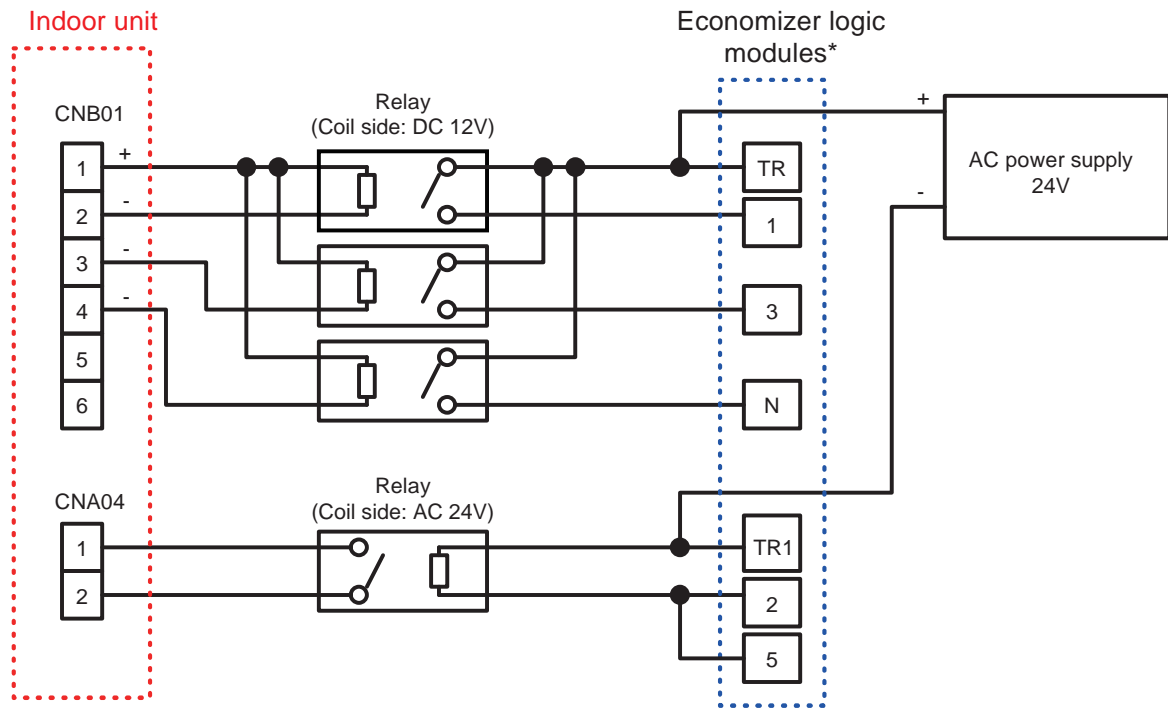 Indoor unit
Economizer logic
modules*
CNB01
Relay
(Coil side: DC 12V)
+
AC power supply
24V
-
1
+
2
-
3
-
4
-
5
6
TR
1
3
N
CNA04
Relay
(Coil side: AC 24V)
1
2
TR1
2
5